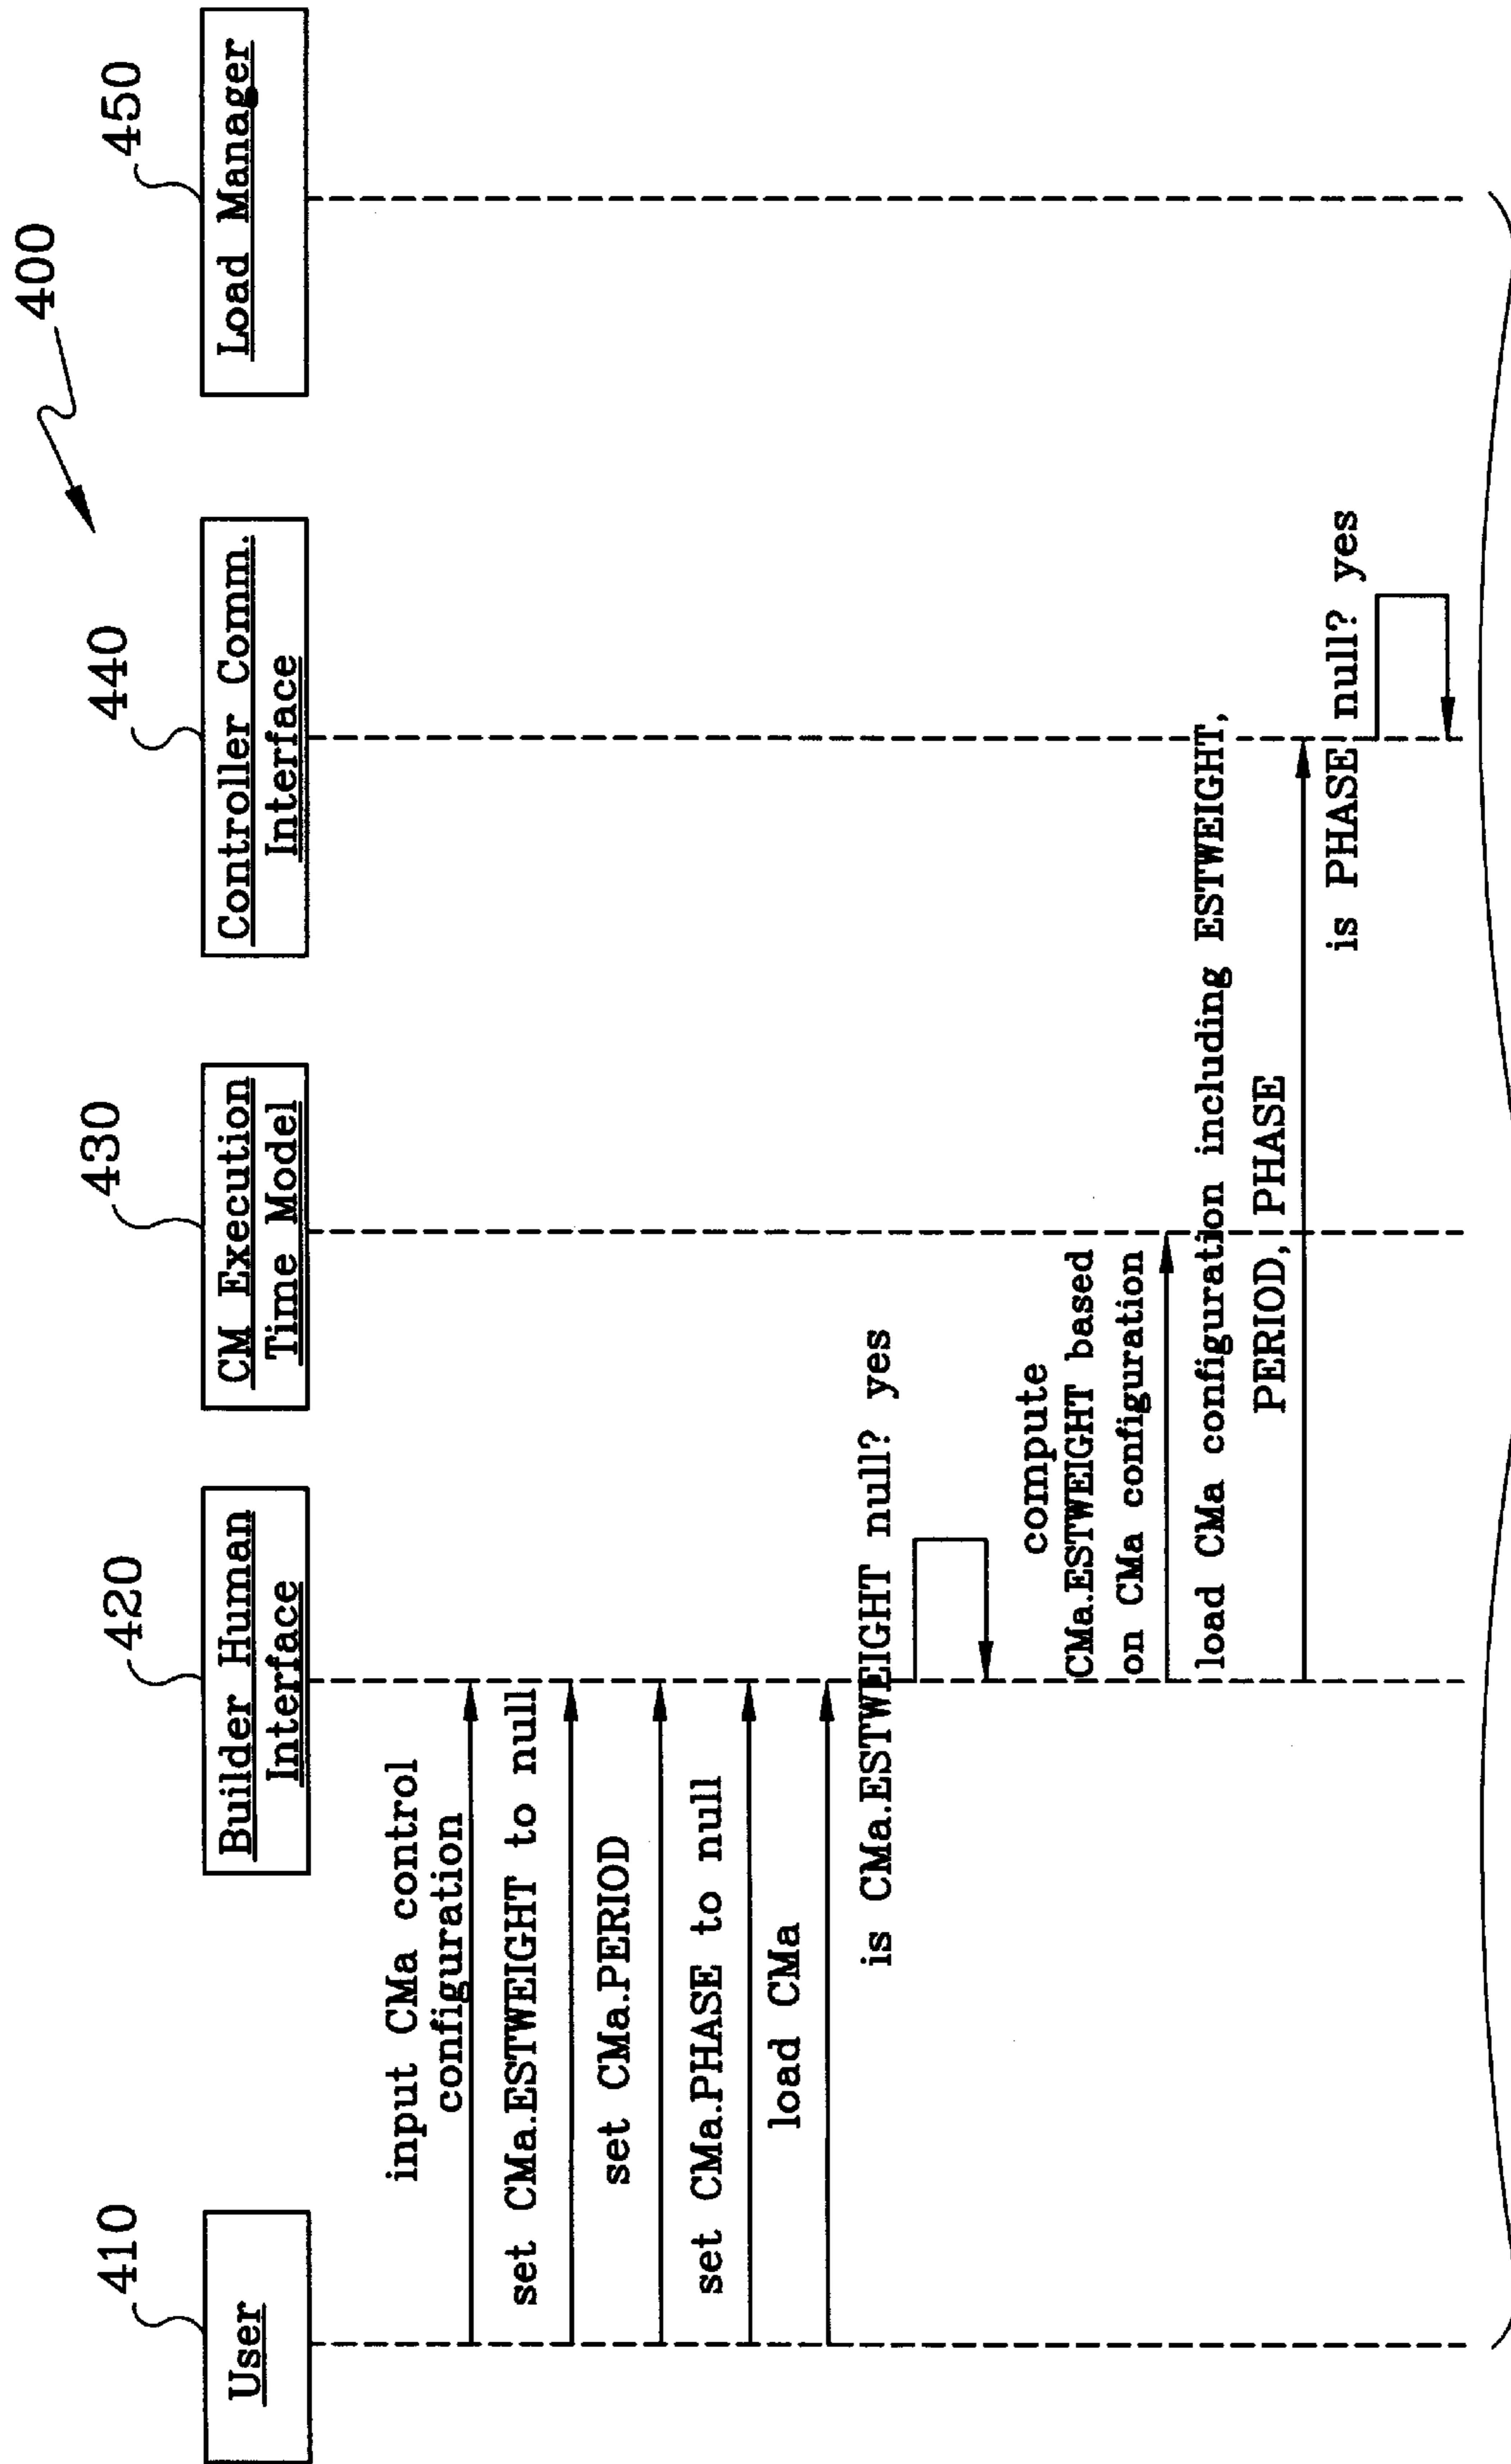 400
410
420
430
440
450
User
Builder Human
Interface
CM Execution
Time Model
Controller Comm.
Interface
Load Manager
input CMa control
configuration
set CMa.ESTWEIGHT to null
set CMa.PERIOD
set CMa.PHASE to null
load CMa
is CMa.ESTWEIGHT null? yes
compute
CMa.ESTWEIGHT based
on CMa configuration
load CMa configuration including ESTWEIGHT,
PERIOD, PHASE
is PHASE null? yes